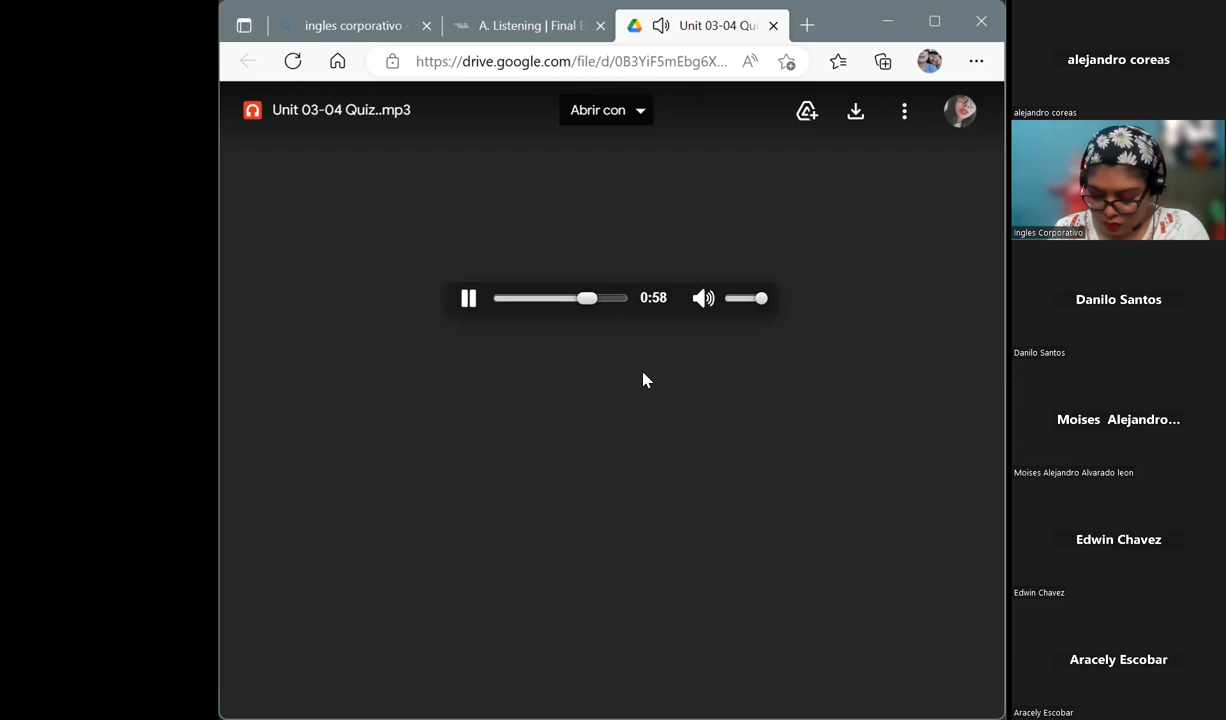 ingles corporativo -
A. Listening | Final E
Unit 03-04 Qui
https://drive.google.com/file/d/0B3YiF5mEbg6X...
Unit 03-04 Quiz..mp3
Abrir con
0:58
alejandro coreas
alejandro coreas
Ingles Corporativo
Danilo Santos
Danilo Santos
Moises Alejandro...
Moises Alejandro Alvarado leon
Edwin Chavez
Edwin Chavez
Aracely Escobar
Aracely Escobar